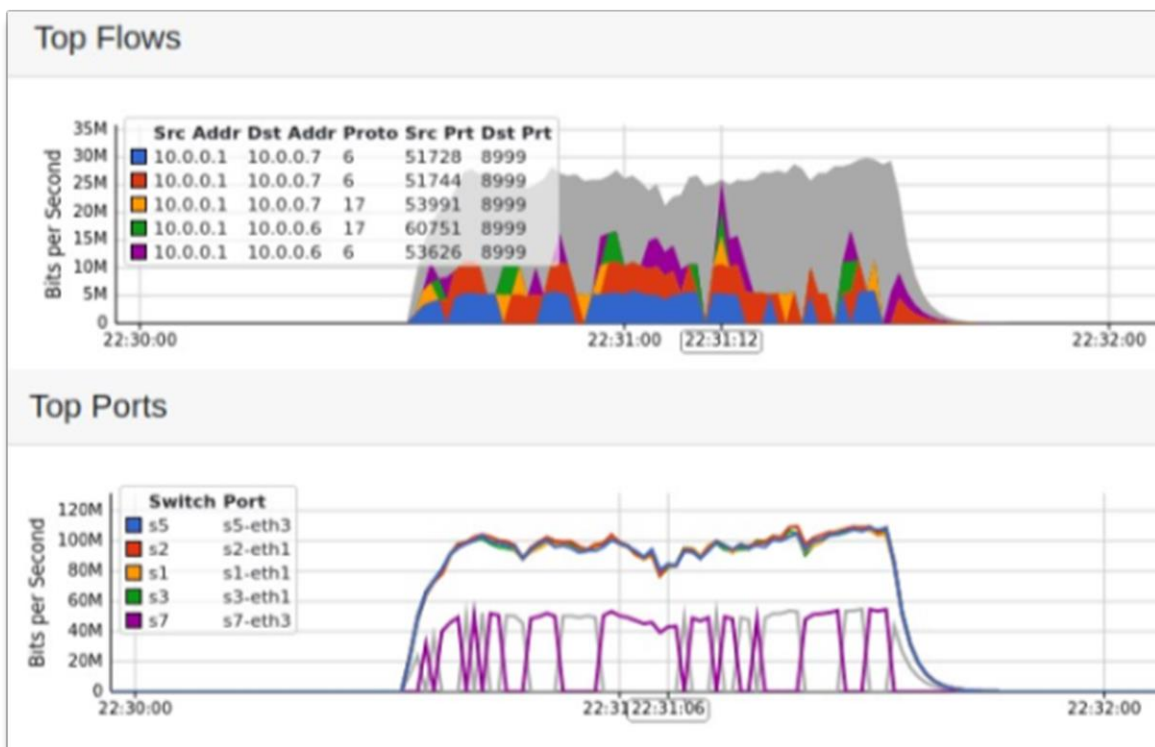 Top Flows
Src Addr Dst Addr Proto Src Prt Dst Prt
10.0.0.1 10.0.0.7 6 51728 8999
10.0.0.1 10.0.0.7 6 51744 8999
10.0.0.1 10.0.0.7 17 53991 8999
10.0.0.1 10.0.0.6 17 60751 8999
10.0.0.1 10.0.0.6 6 53626 8999
35M
30M
25M
20M
15M
10M
5M
0
Bits per Second
22:30:00 22:31:00 22:31:12 22:32:00
Top Ports
Switch Port
s5 s5-eth3
s2 s2-eth1
s1 s1-eth1
s3 s3-eth1
s7 s7-eth3
120M
100M
80M
60M
40M
20M
0
Bits per Second
22:30:00 22:31 22:31:06 22:32:00